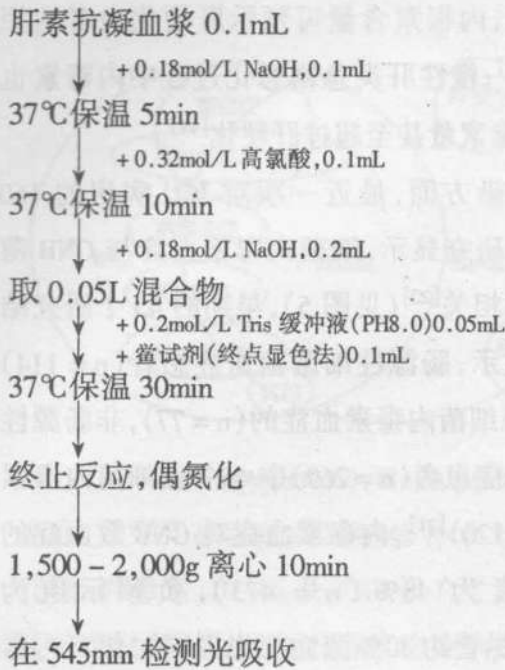 肝素抗凝血浆 0.1mL
+0.18mol/L NaOH,0.1mL
37℃保温 5min
+0.32mol/L 高氯酸,0.1mL
37℃保温 10min
+0.18mol/L NaOH,0.2mL
取 0.05L 混合物
+0.2moL/L Tris 缓冲液(PH8.0)0.05mL
+鲎试剂(终点显色法)0.1mL
37℃保温 30min
终止反应,偶氮化
1,500-2,000g 离心 10min
在 545mm 检测光吸收